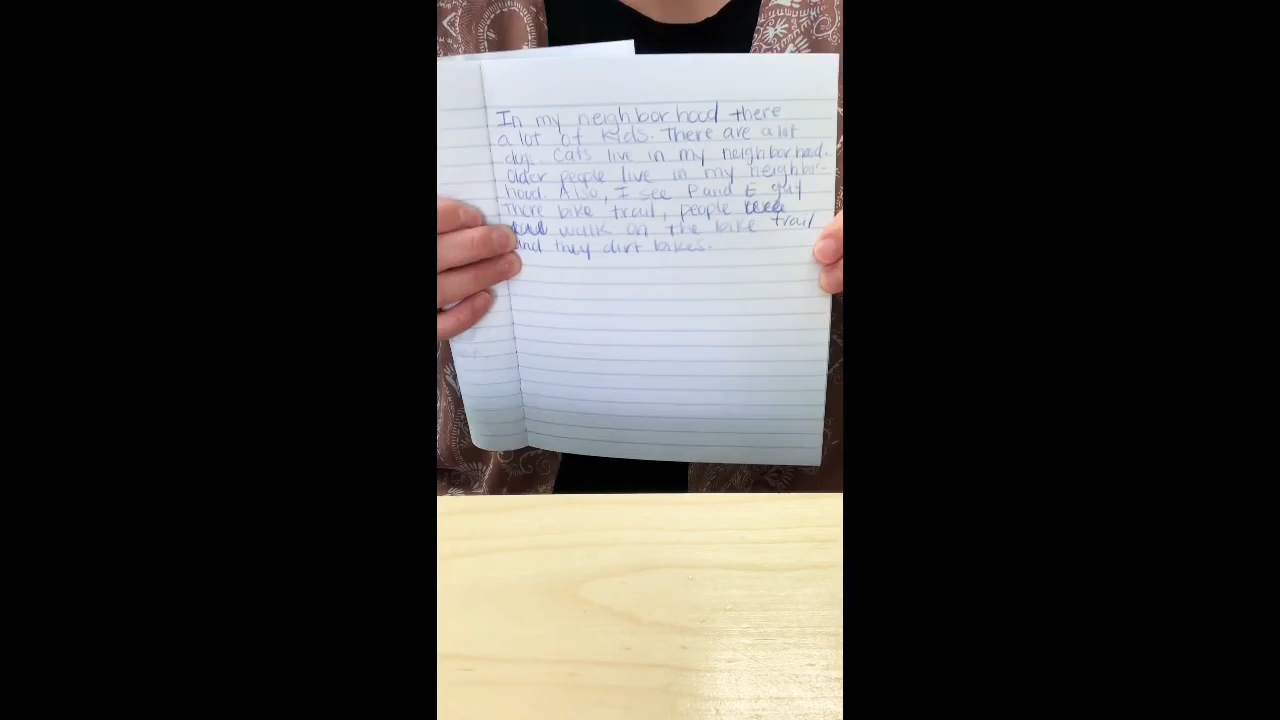 In my neighborhood there
a lot of kids. There are a lot
dog. Cats live in my neighborhood.
Older people live in my neighbor-
hood. Also, I see P and E guy
There bike trail, people
walk on the bike trail
and they dirt bikes.